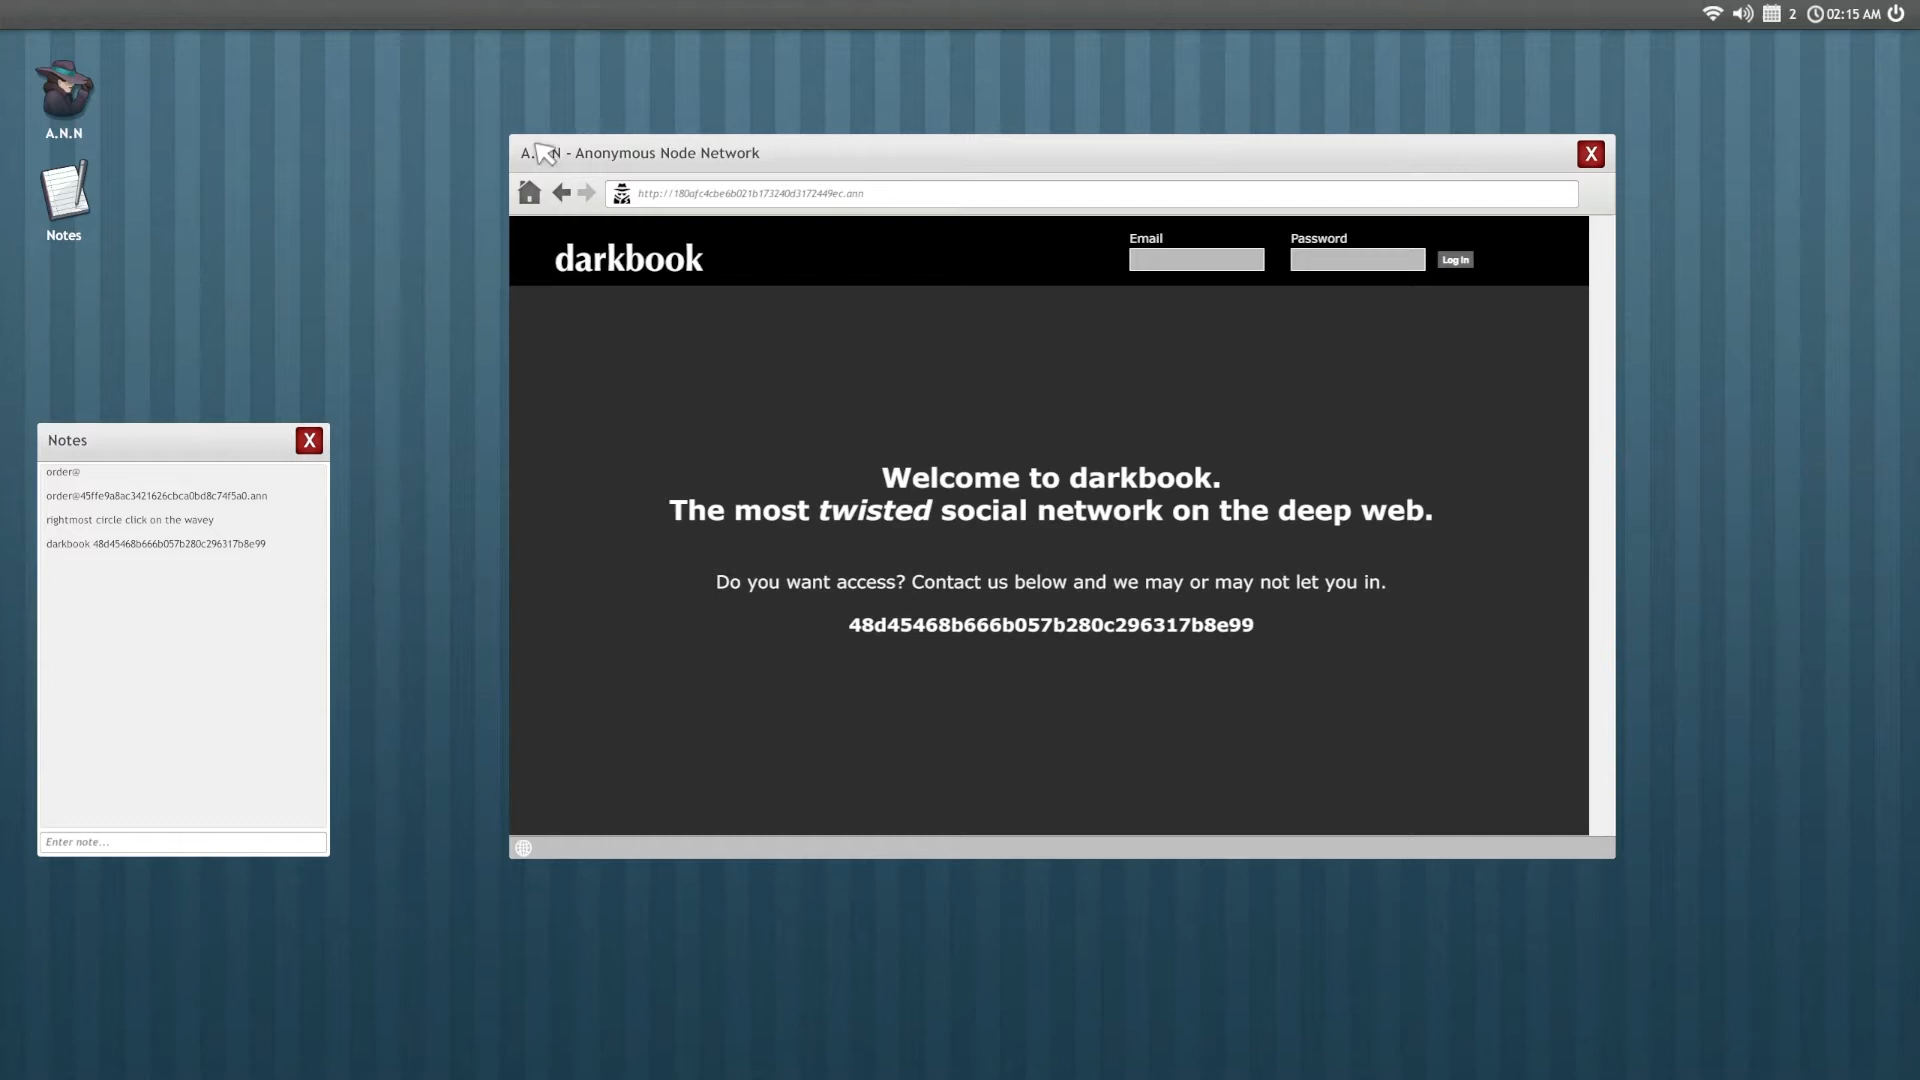 2 02:15 AM
A.N.N
Notes
A.N - Anonymous Node Network
X
http://180afc4cbe6b021b173240d3172449ec.ann
darkbook
Email
Password
Log In
Welcome to darkbook.
The most twisted social network on the deep web.
Do you want access? Contact us below and we may or may not let you in.
48d45468b666b057b280c296317b8e99
Notes
X
order@
order@45ffe9a8ac3421626cbca0bd8c74f5a0.ann
rightmost circle click on the wavey
darkbook 48d45468b666b057b280c296317b8e99
Enter note...